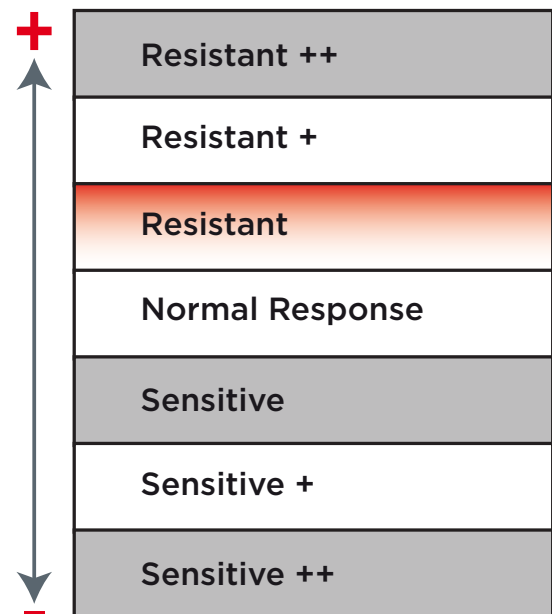 +
Resistant ++
Resistant +
Resistant
Normal Response
Sensitive
Sensitive +
Sensitive ++
-